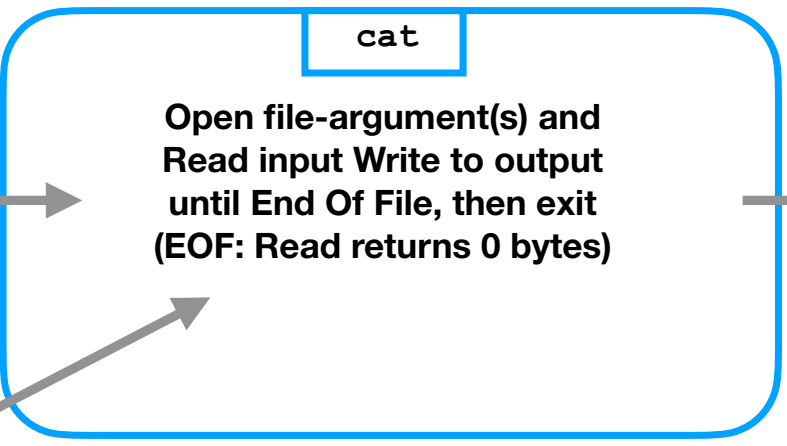 cat
Open file-argument(s) and
Read input Write to output
until End Of File, then exit
(EOF: Read returns 0 bytes)